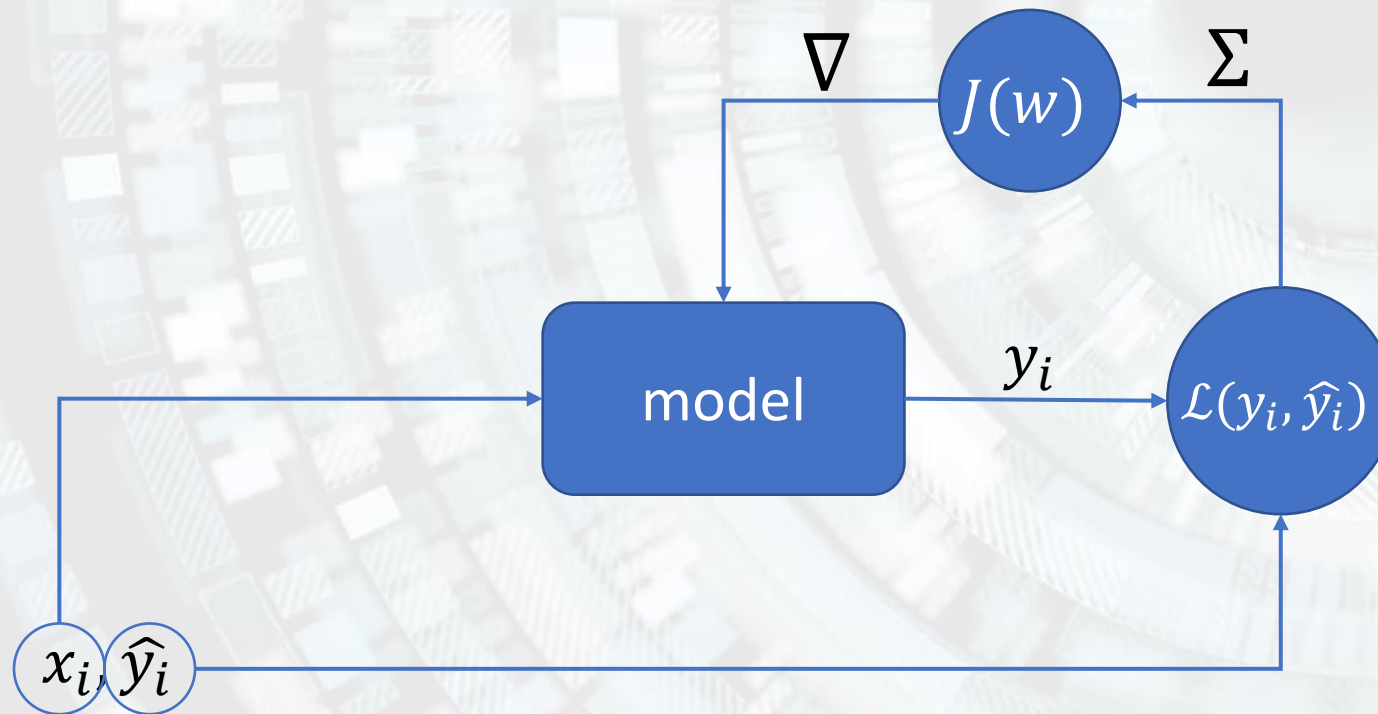 ∇
J(w)
Σ
model
yᵢ
ℒ(yᵢ, ŷᵢ)
xᵢ, ŷᵢ